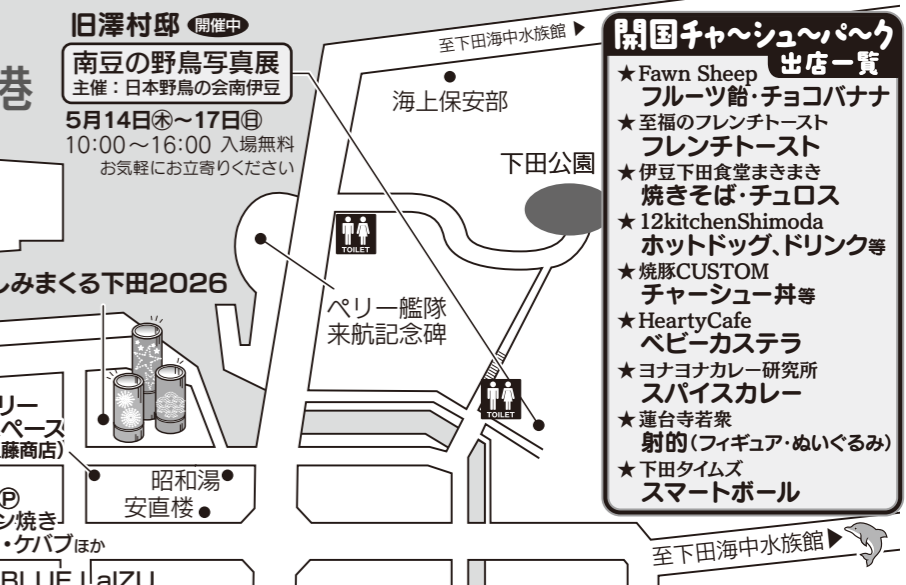 旧澤村邸 開催中
南豆の野鳥写真展
主催：日本野鳥の会南伊豆
5月14日㊍～17日㊐
10:00～16:00 入場無料
お気軽にお立寄りください
港
至下田海中水族館▶
海上保安部
下田公園
TOILET
ペリー艦隊
来航記念碑
しみまくる下田2026
TOILET
リー
ペース
藤商店）
昭和湯
安直楼
Ⓟ
ン焼き
・ケバブほか
BLUE LaIZU
至下田海中水族館▶
開国チャ～シュ～パ～ク
出店一覧
★Fawn Sheep
フルーツ飴・チョコバナナ
★至福のフレンチトースト
フレンチトースト
★伊豆下田食堂まきまき
焼きそば・チュロス
★12kitchenShimoda
ホットドッグ、ドリンク等
★焼豚CUSTOM
チャーシュー丼等
★HeartyCafe
ベビーカステラ
★ヨナヨナカレー研究所
スパイスカレー
★蓮台寺若衆
射的（フィギュア・ぬいぐるみ）
★下田タイムズ
スマートボール